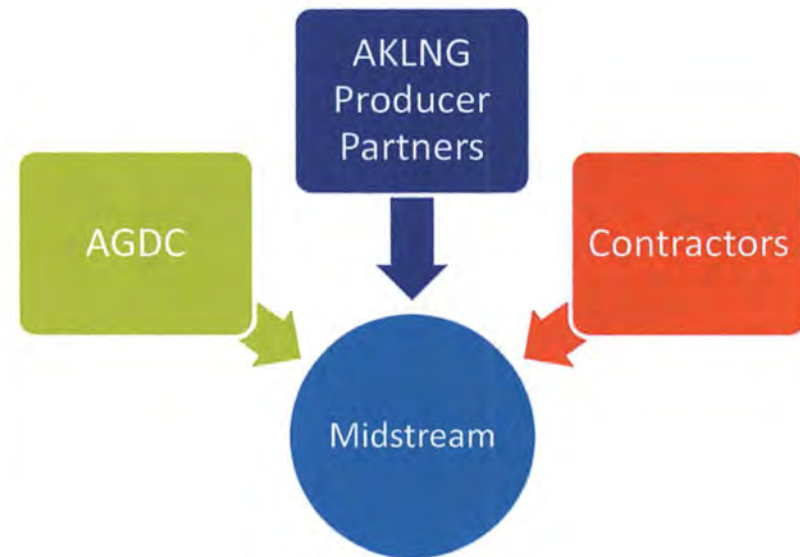 AKLNG
Producer
Partners
AGDC
Contractors
Midstream